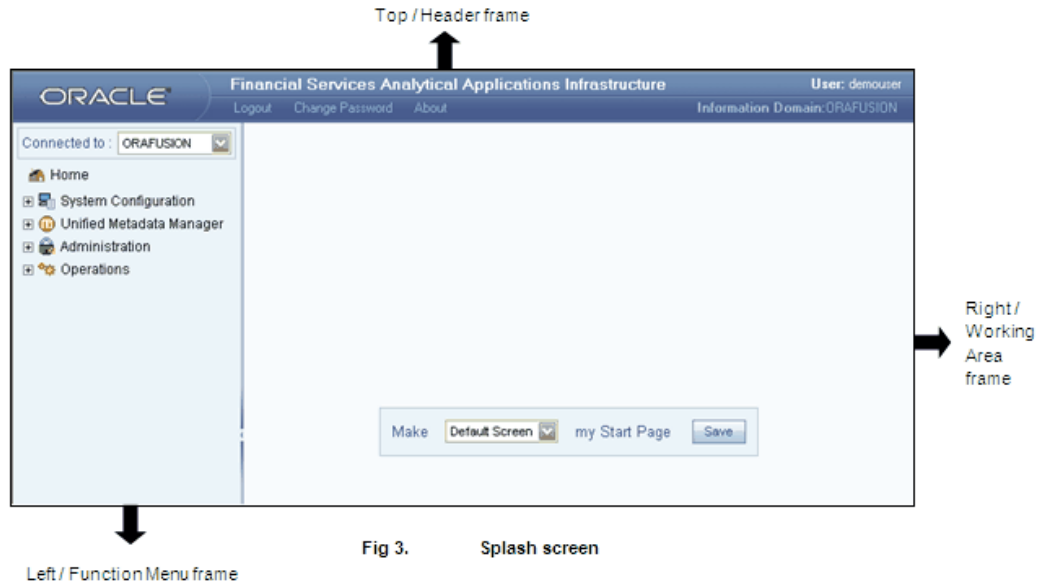 Top / Header frame
ORACLE
Financial Services Analytical Applications Infrastructure
User: demouser
Logout Change Password About
Information Domain:ORAFUSION
Connected to : ORAFUSION
Home
System Configuration
Unified Metadata Manager
Administration
Operations
Right /
Working
Area
frame
Make Default Screen my Start Page Save
Fig 3. Splash screen
Left / Function Menu frame